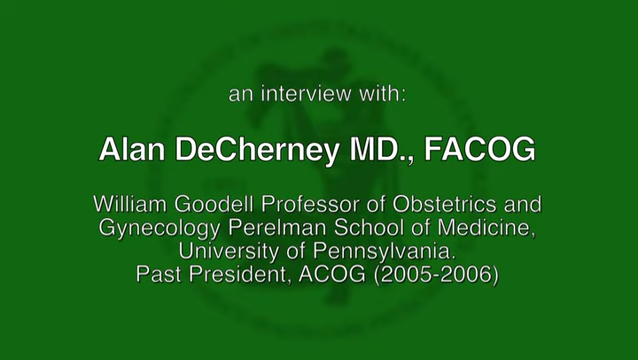 an interview with:
Alan DeCherney MD., FACOG
William Goodell Professor of Obstetrics and
Gynecology Perelman School of Medicine,
University of Pennsylvania.
Past President, ACOG (2005-2006)